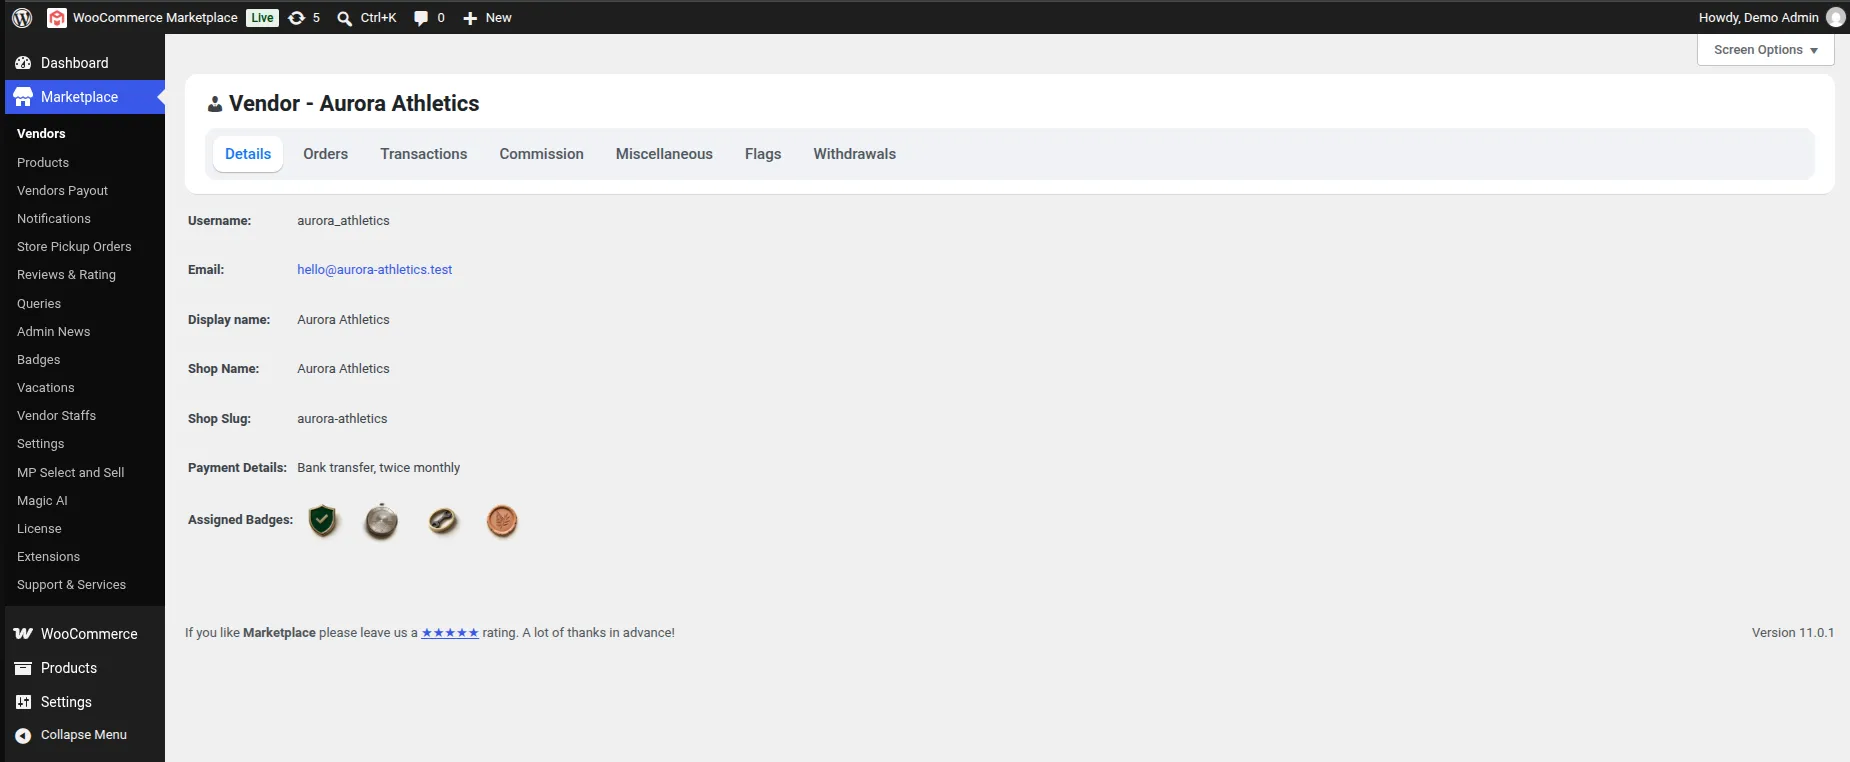 WooCommerce Marketplace Live 5 Ctrl+K 0 New
Howdy, Demo Admin
Screen Options
Dashboard
Marketplace
Vendors
Products
Vendors Payout
Notifications
Store Pickup Orders
Reviews & Rating
Queries
Admin News
Badges
Vacations
Vendor Staffs
Settings
MP Select and Sell
Magic AI
License
Extensions
Support & Services
WooCommerce
Products
Settings
Collapse Menu
Vendor - Aurora Athletics
Details Orders Transactions Commission Miscellaneous Flags Withdrawals
Username: aurora_athletics
Email: hello@aurora-athletics.test
Display name: Aurora Athletics
Shop Name: Aurora Athletics
Shop Slug: aurora-athletics
Payment Details: Bank transfer, twice monthly
Assigned Badges:
If you like Marketplace please leave us a ★★★★★ rating. A lot of thanks in advance!
Version 11.0.1